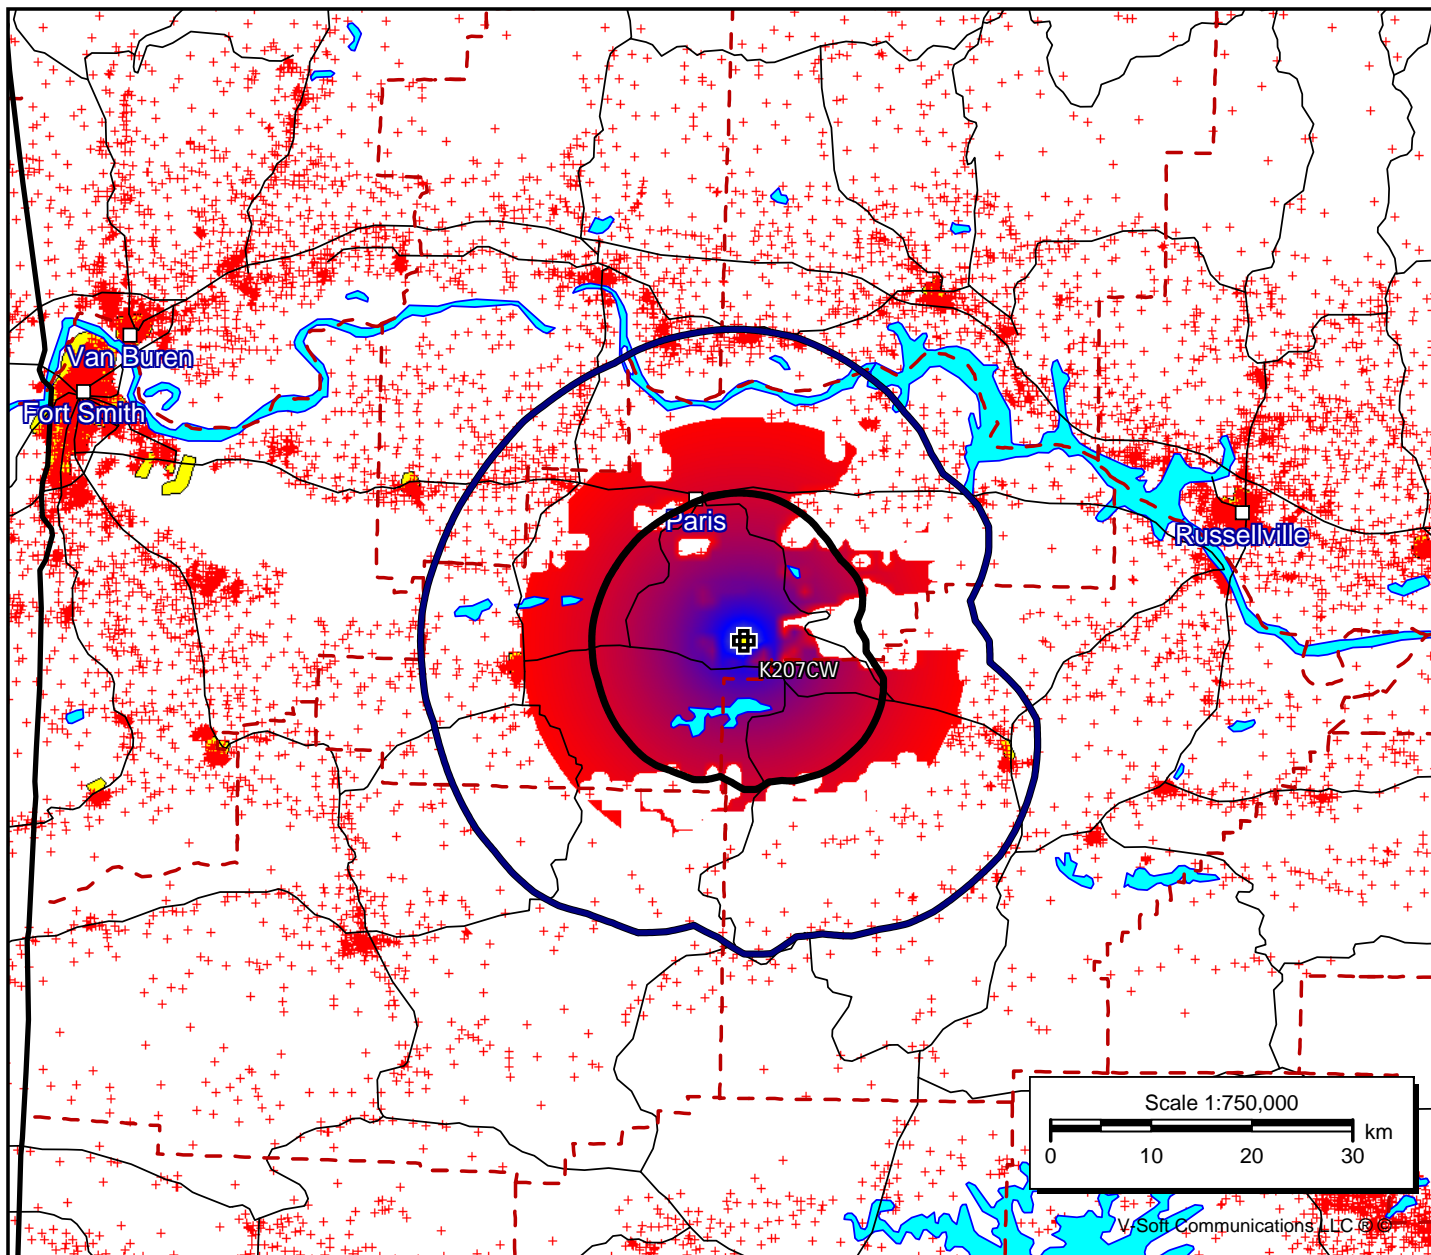 Van Buren
Fort Smith
Paris
Russellville
K207CW
Scale 1:750,000
km
0 10 20 30
V-Soft Communications LLC ® ©